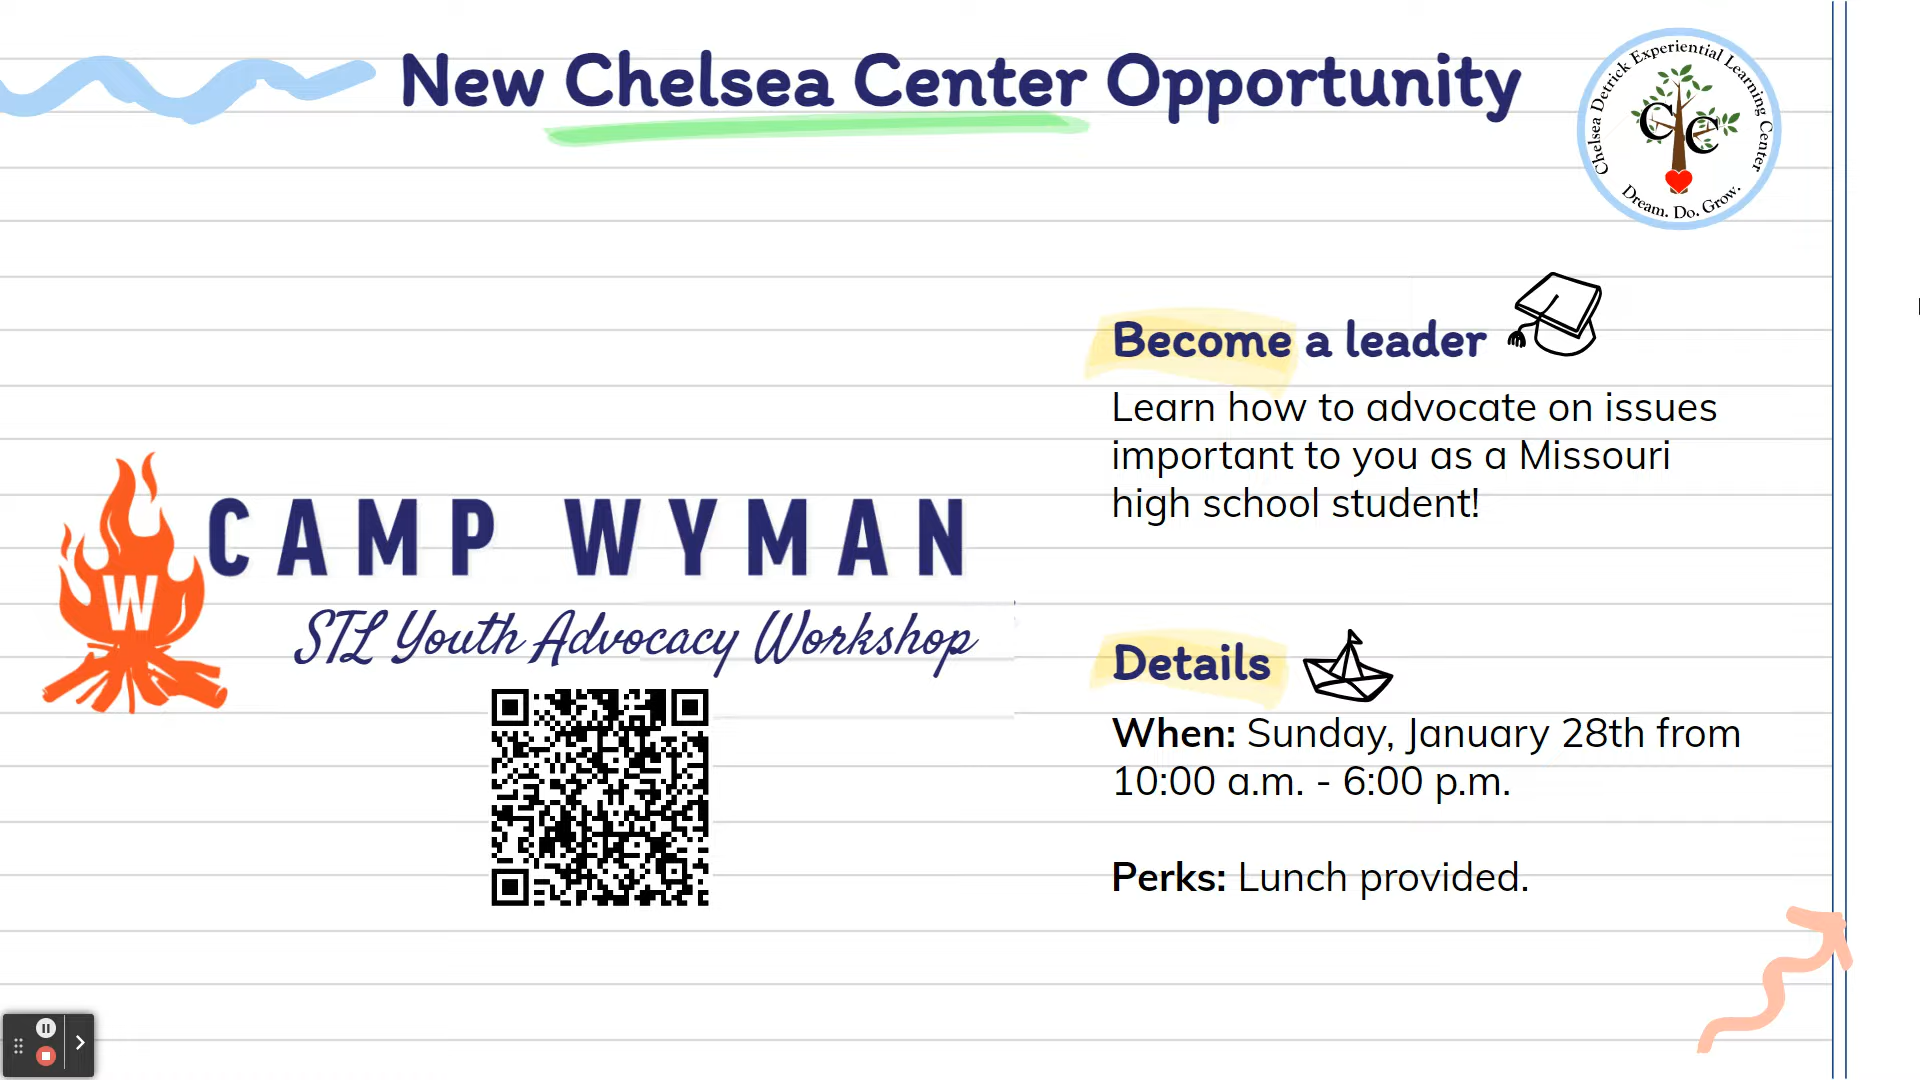 New Chelsea Center Opportunity
Chelsea Detrick Experiential Learning Center
C C
Dream. Do. Grow.
Become a leader
Learn how to advocate on issues
important to you as a Missouri
high school student!
W
CAMP WYMAN
STL Youth Advocacy Workshop
Details
When: Sunday, January 28th from
10:00 a.m. - 6:00 p.m.
Perks: Lunch provided.